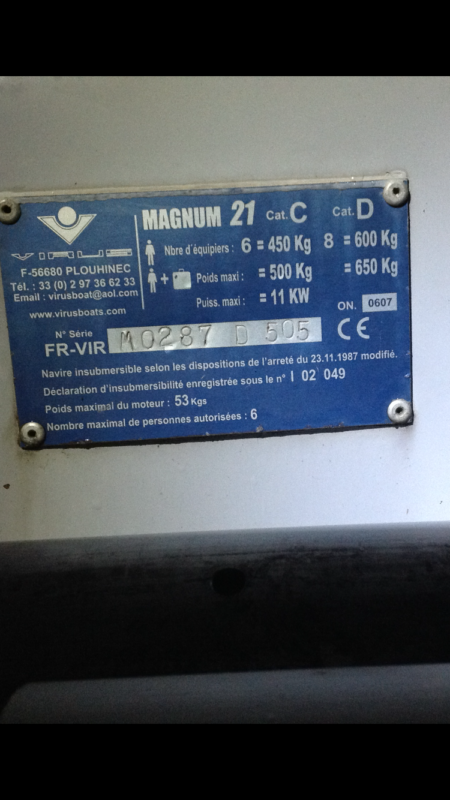 VIRUS
F-56680 PLOUHINEC
Tél. : 33 (0) 2 97 36 62 33
Email : virusboat@aol.com
www.virusboats.com
MAGNUM 21 Cat. C Cat. D
Nbre d'équipiers : 6 = 450 Kg 8 = 600 Kg
+ Poids maxi : = 500 Kg = 650 Kg
Puiss. maxi : = 11 KW
ON. 0607
N° Série
FR-VIR M0287 D 505 CE
Navire insubmersible selon les dispositions de l'arreté du 23.11.1987 modifié.
Déclaration d'insubmersibilité enregistrée sous le n° I 02 049
Poids maximal du moteur : 53 Kgs
Nombre maximal de personnes autorisées : 6